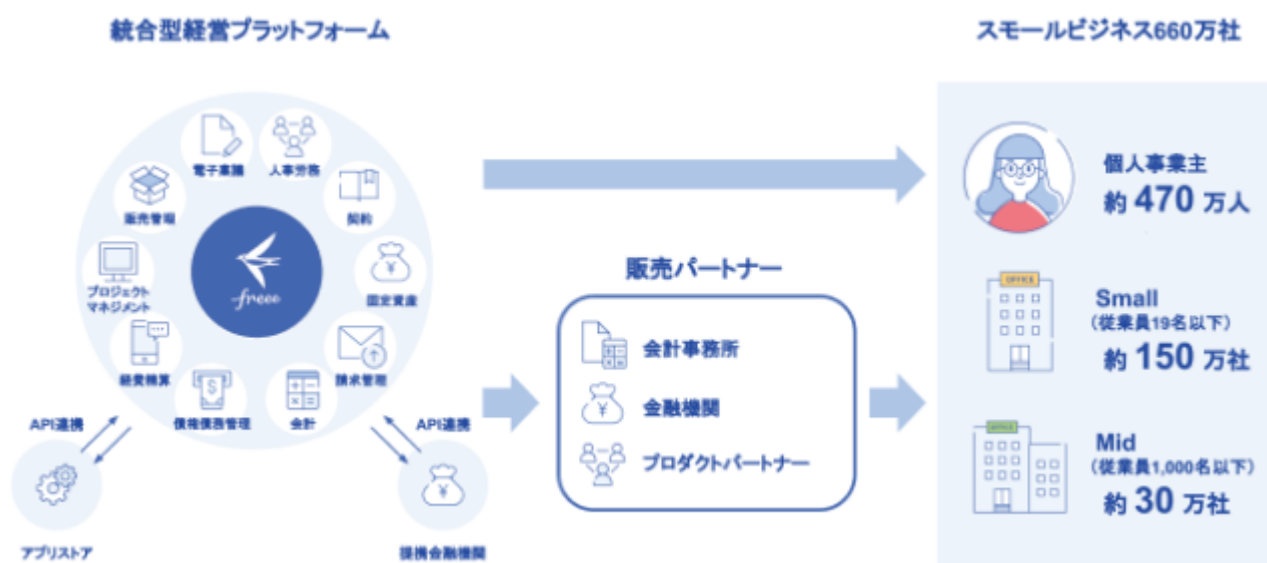 統合型経営プラットフォーム
スモールビジネス660万社
電子稟議
人事労務
販売管理
契約
プロジェクト
マネジメント
freee
固定資産
経費精算
請求管理
債権債務管理
会計
API連携
API連携
アプリストア
提携金融機関
販売パートナー
会計事務所
金融機関
プロダクトパートナー
個人事業主
約 470 万人
OFFICE
Small
(従業員19名以下)
約 150 万社
OFFICE
Mid
(従業員1,000名以下)
約 30 万社